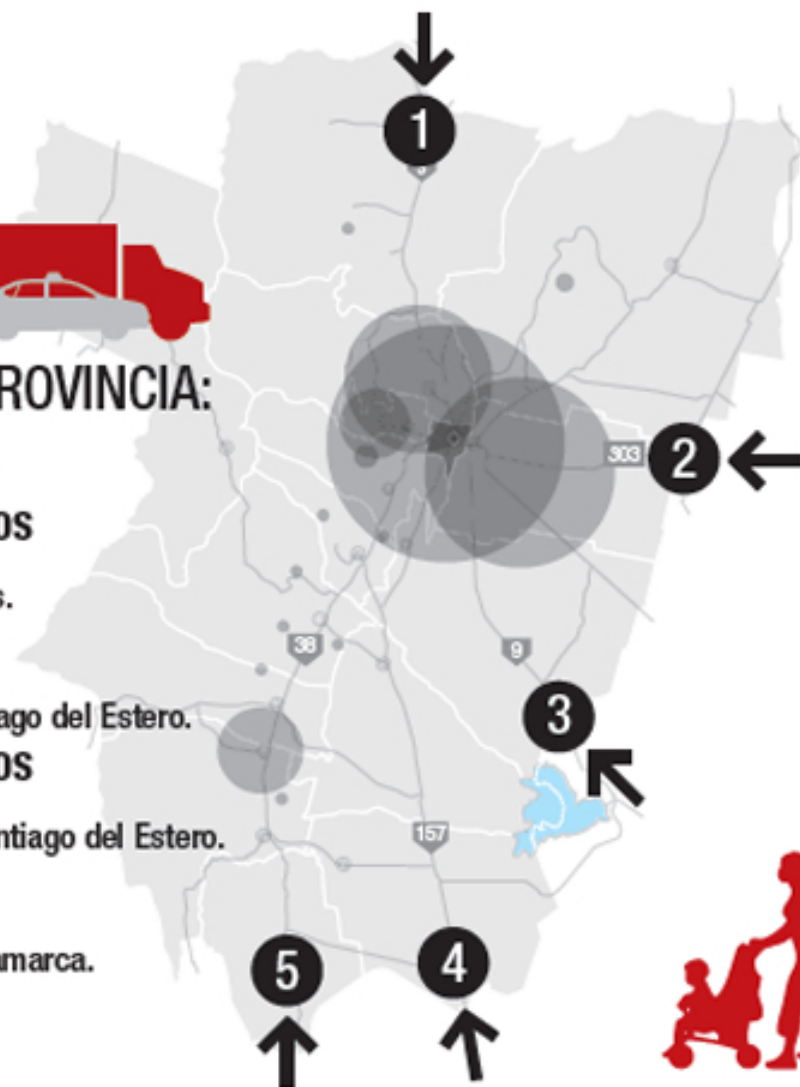 1
9
ROVINCIA:
303
2
OS
s.
38
9
3
ago del Estero.
OS
ntiago del Estero.
157
amarca.
5
4